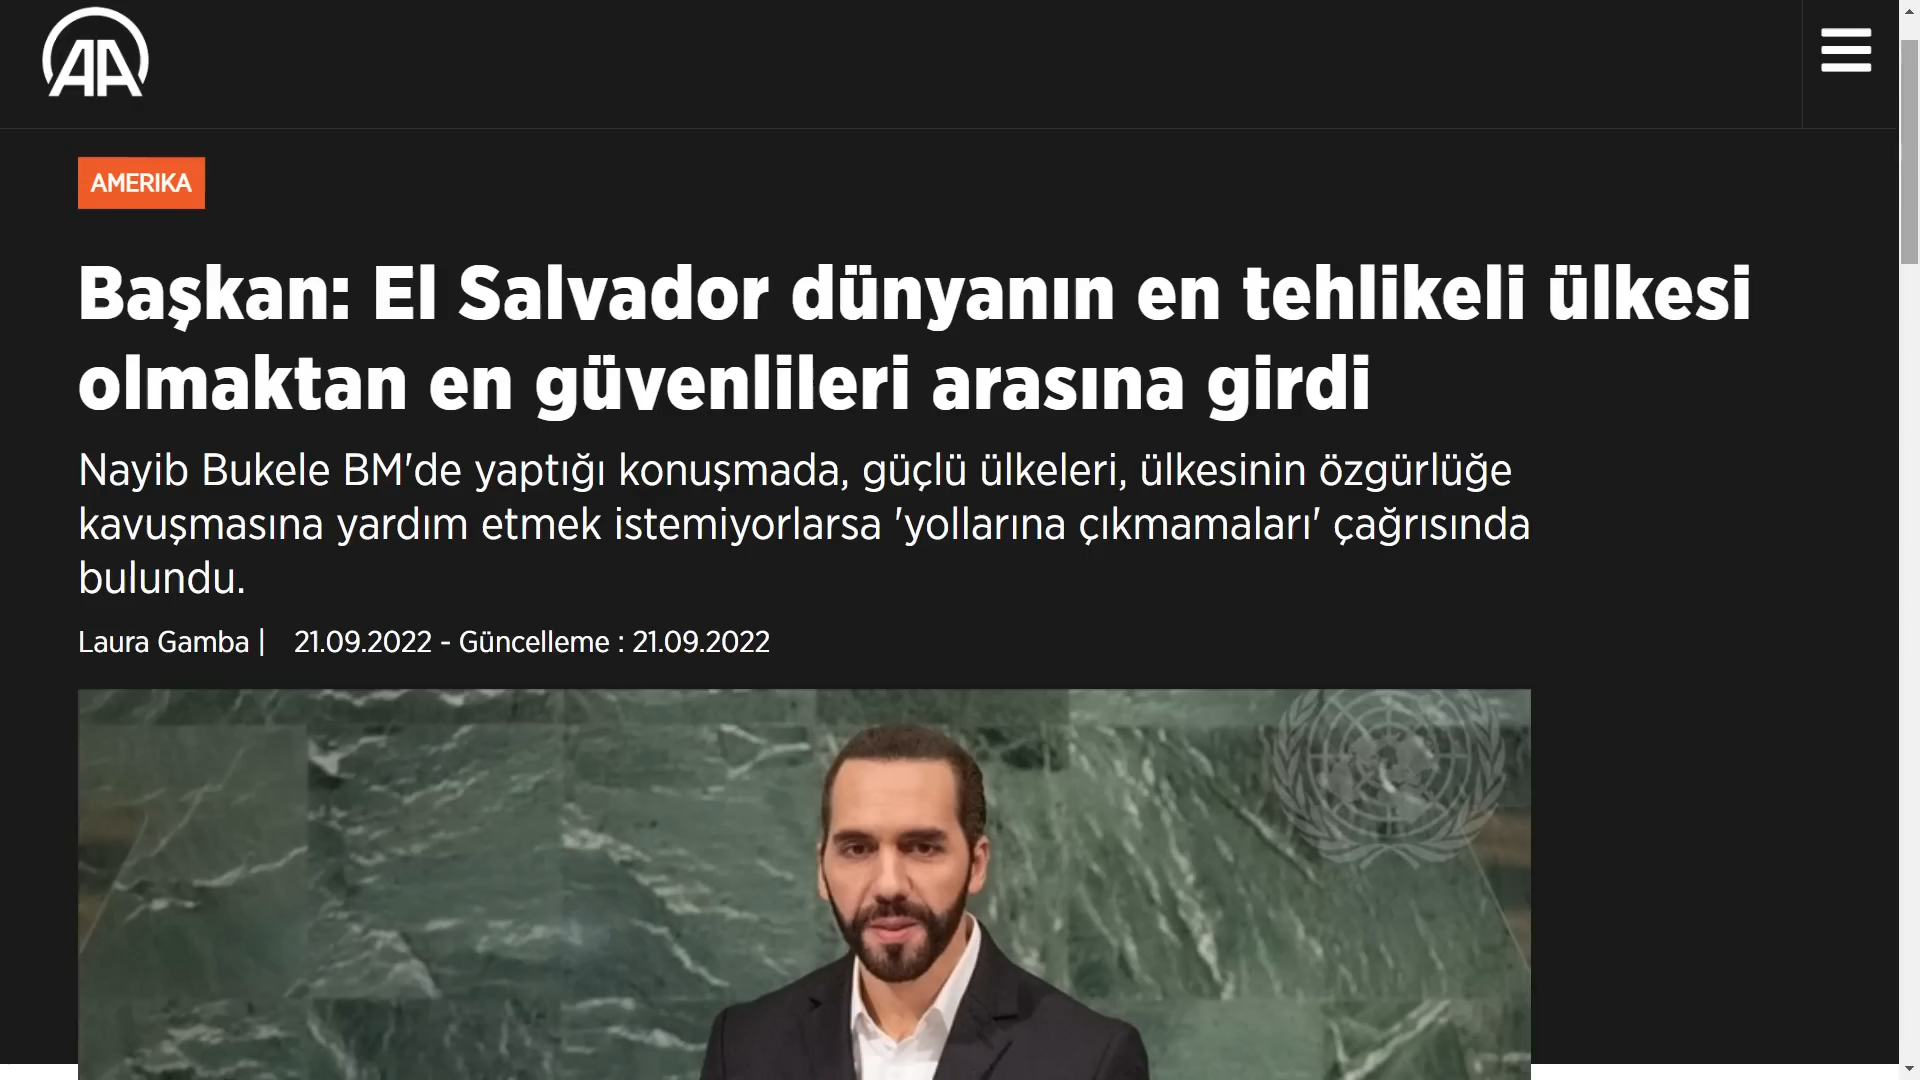 AA
AMERIKA
Başkan: El Salvador dünyanın en tehlikeli ülkesi
olmaktan en güvenlileri arasına girdi
Nayib Bukele BM'de yaptığı konuşmada, güçlü ülkeleri, ülkesinin özgürlüğe
kavuşmasına yardım etmek istemiyorlarsa 'yollarına çıkmamaları' çağrısında
bulundu.
Laura Gamba | 21.09.2022 - Güncelleme : 21.09.2022